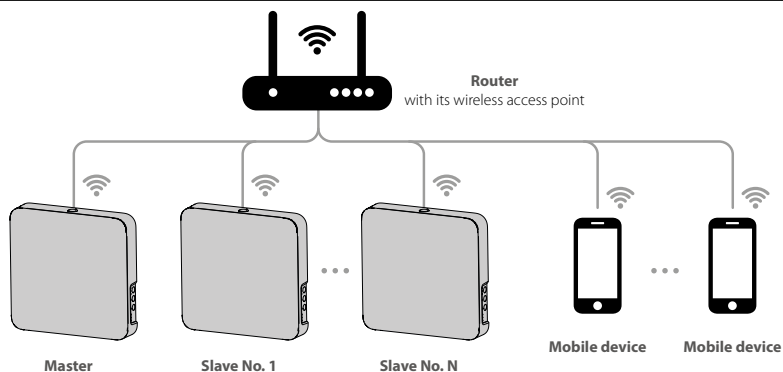 Router
with its wireless access point
Master
Slave No. 1
Slave No. N
Mobile device
Mobile device